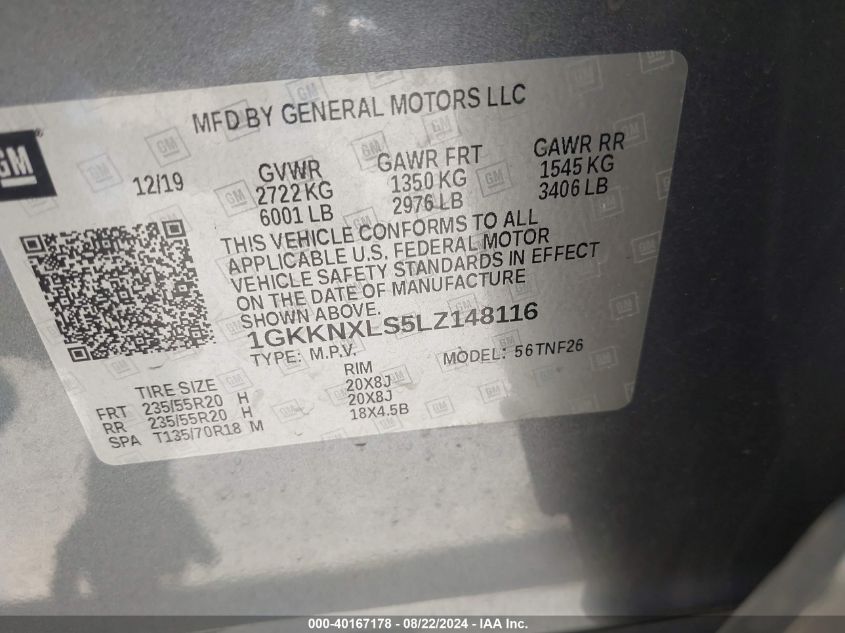 MFD BY GENERAL MOTORS LLC
GM
12/19
GVWR
2722 KG
6001 LB
GAWR FRT
1350 KG
2976 LB
GAWR RR
1545 KG
3406 LB
THIS VEHICLE CONFORMS TO ALL
APPLICABLE U.S. FEDERAL MOTOR
VEHICLE SAFETY STANDARDS IN EFFECT
ON THE DATE OF MANUFACTURE
SHOWN ABOVE.
1GKKNXLS5LZ148116
TYPE: M.P.V. MODEL: 56TNF26
TIRE SIZE RIM
FRT 235/55R20 H 20X8J
RR 235/55R20 H 20X8J
SPA T135/70R18 M 18X4.5B
000-40167178 - 08/22/2024 - IAA Inc.